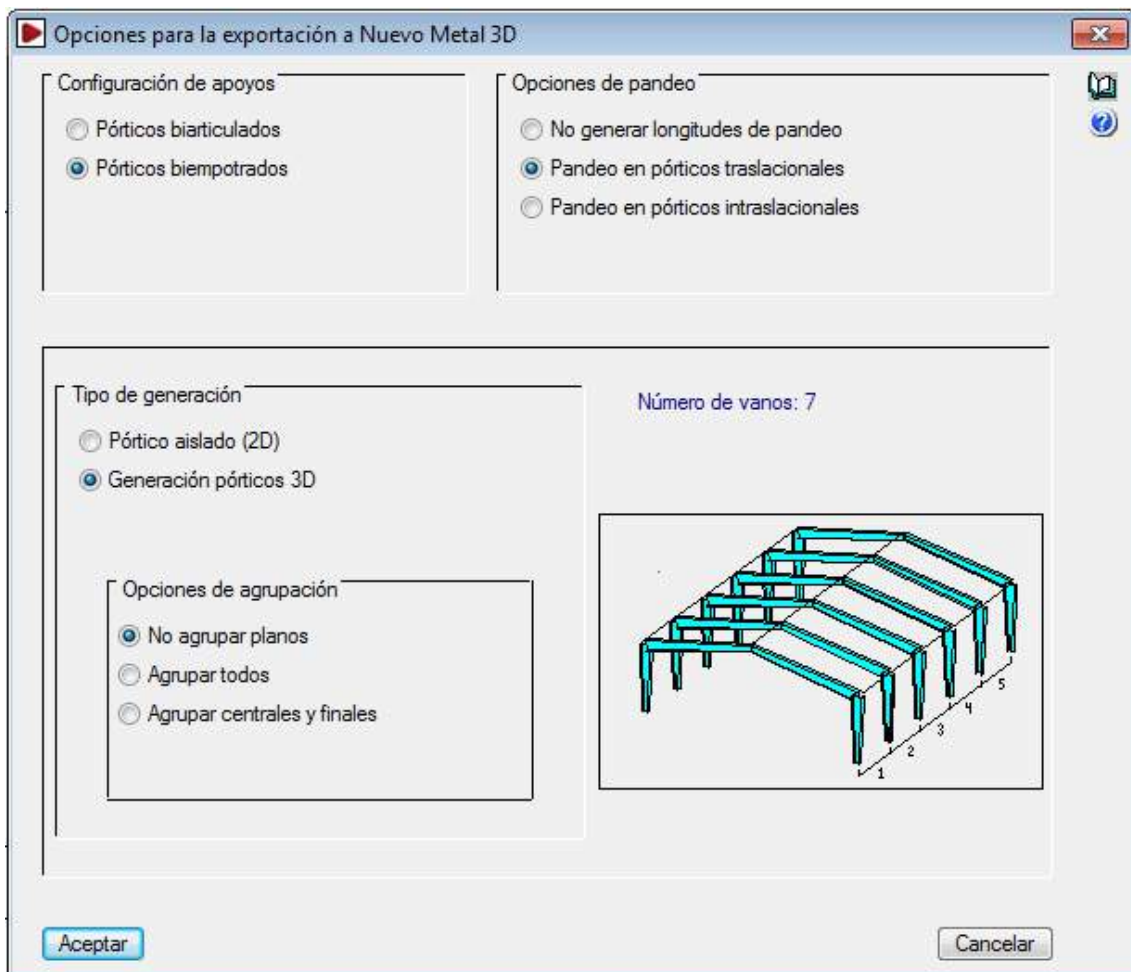 Opciones para la exportación a Nuevo Metal 3D
Configuración de apoyos
Pórticos biarticulados
Pórticos biempotrados
Opciones de pandeo
No generar longitudes de pandeo
Pandeo en pórticos traslacionales
Pandeo en pórticos intraslacionales
Tipo de generación
Pórtico aislado (2D)
Generación pórticos 3D
Opciones de agrupación
No agrupar planos
Agrupar todos
Agrupar centrales y finales
Número de vanos: 7
1
2
3
4
5
Aceptar
Cancelar